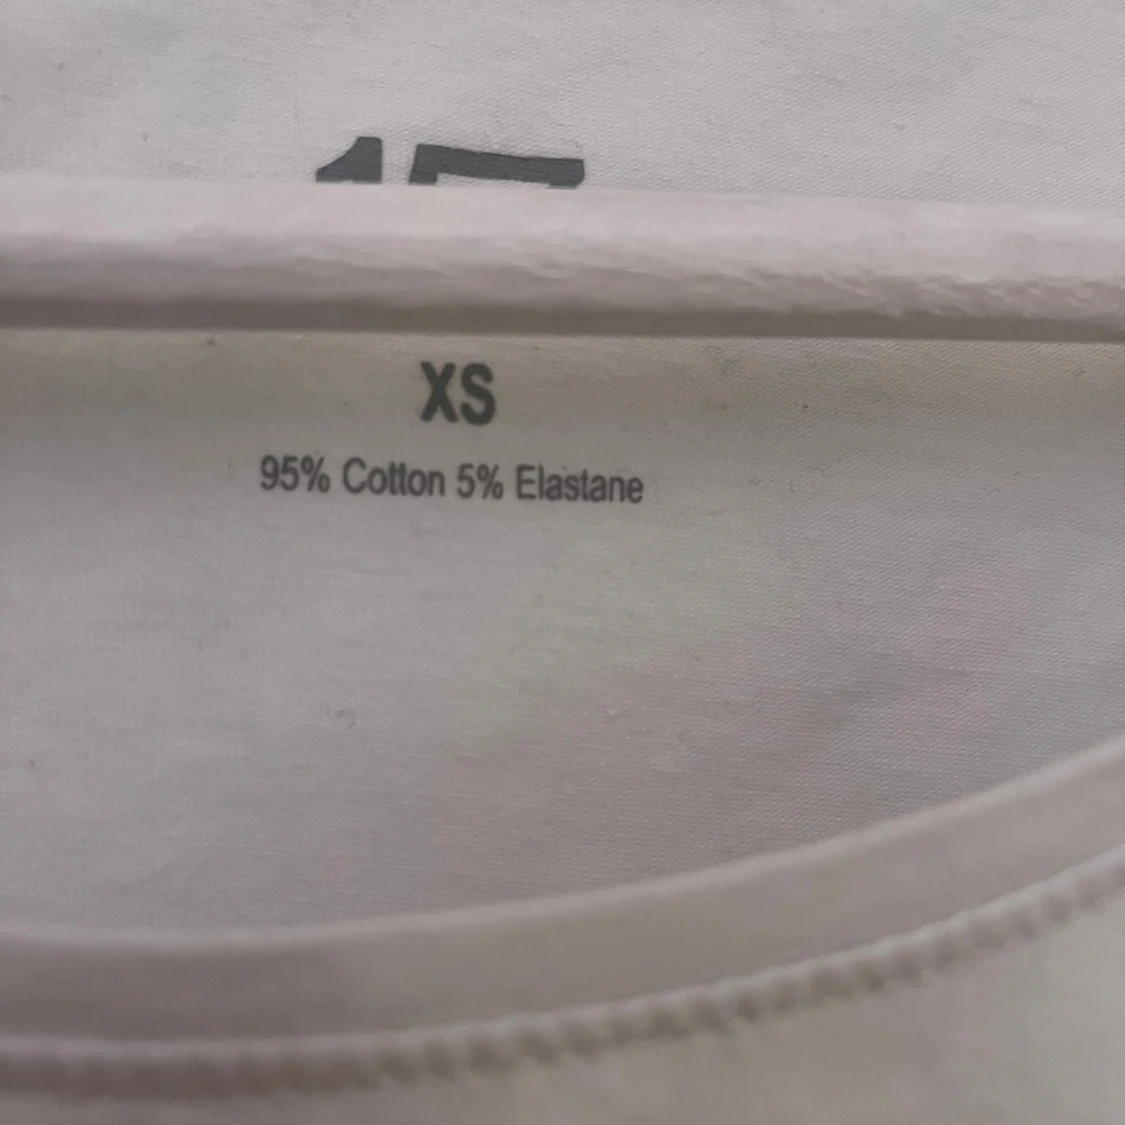 XS
95% Cotton 5% Elastane